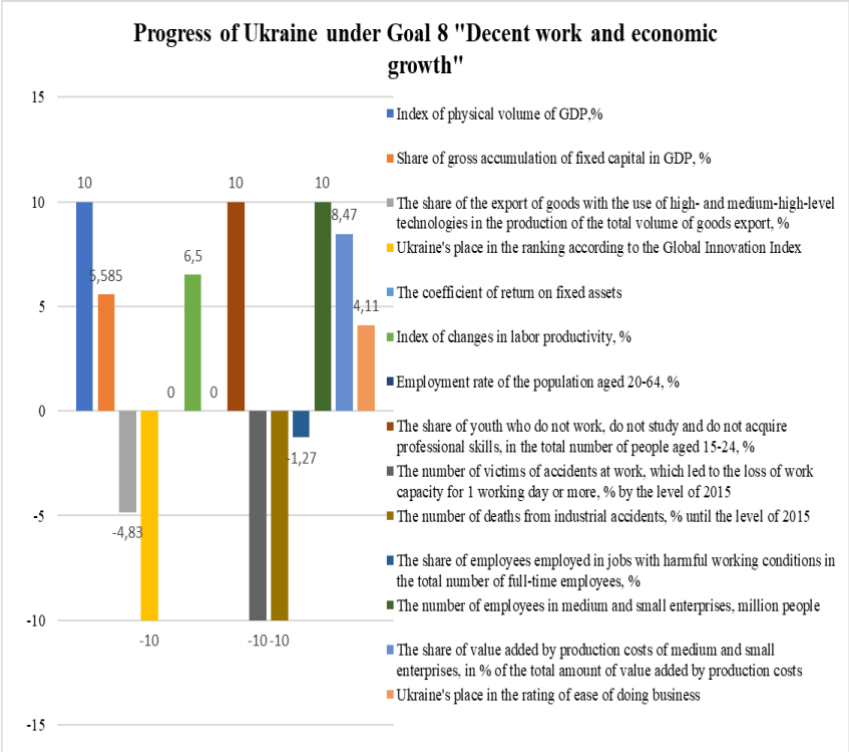 Progress of Ukraine under Goal 8 "Decent work and economic
growth"
15
10
5
0
-5
-10
-15
10
5,585
-4,83
-10
0
6,5
0
10
-10
-10
-1,27
10
8,47
4,11
Index of physical volume of GDP,%
Share of gross accumulation of fixed capital in GDP, %
The share of the export of goods with the use of high- and medium-high-level
technologies in the production of the total volume of goods export, %
Ukraine's place in the ranking according to the Global Innovation Index
The coefficient of return on fixed assets
Index of changes in labor productivity, %
Employment rate of the population aged 20-64, %
The share of youth who do not work, do not study and do not acquire
professional skills, in the total number of people aged 15-24, %
The number of victims of accidents at work, which led to the loss of work
capacity for 1 working day or more, % by the level of 2015
The number of deaths from industrial accidents, % until the level of 2015
The share of employees employed in jobs with harmful working conditions in
the total number of full-time employees, %
The number of employees in medium and small enterprises, million people
The share of value added by production costs of medium and small
enterprises, in % of the total amount of value added by production costs
Ukraine's place in the rating of ease of doing business